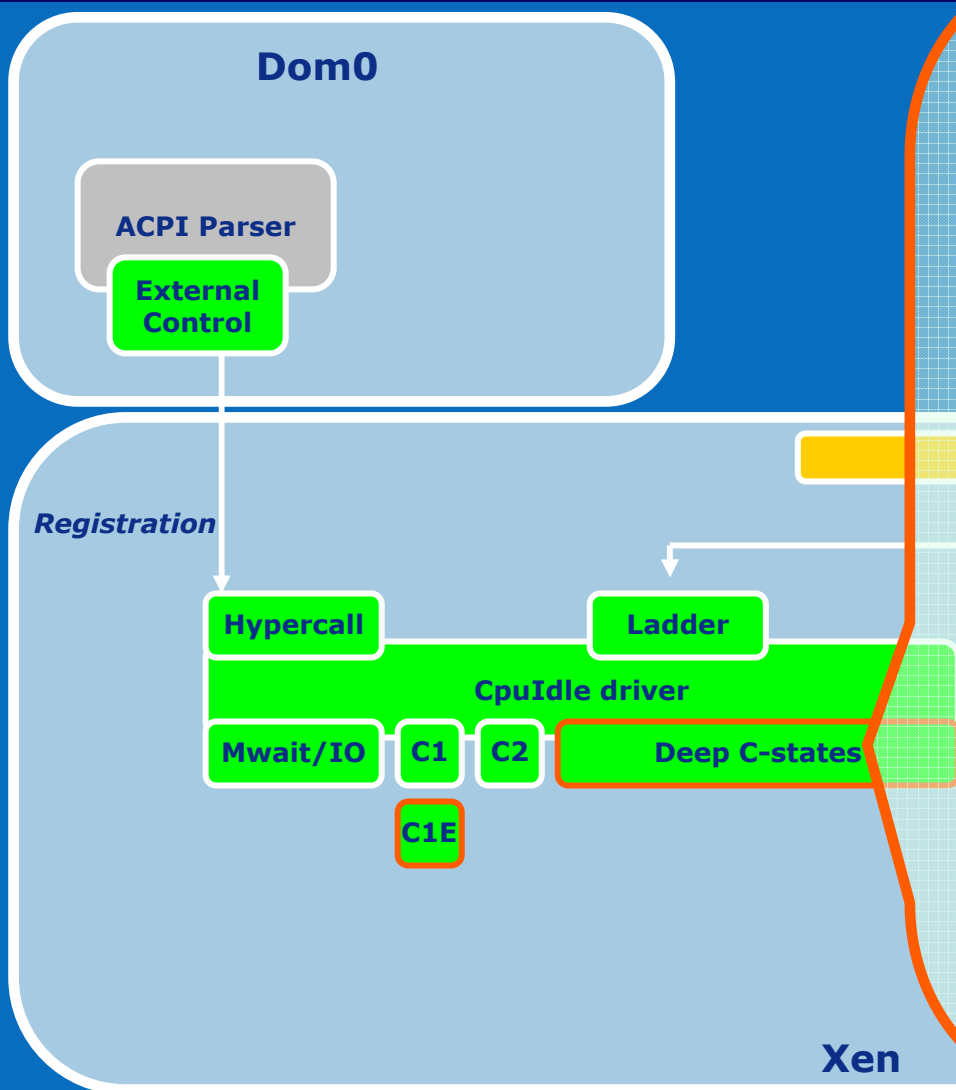 Dom0
ACPI Parser
External
Control
Registration
Hypercall
Ladder
CpuIdle driver
Mwait/IO
C1
C2
Deep C-states
C1E
Xen